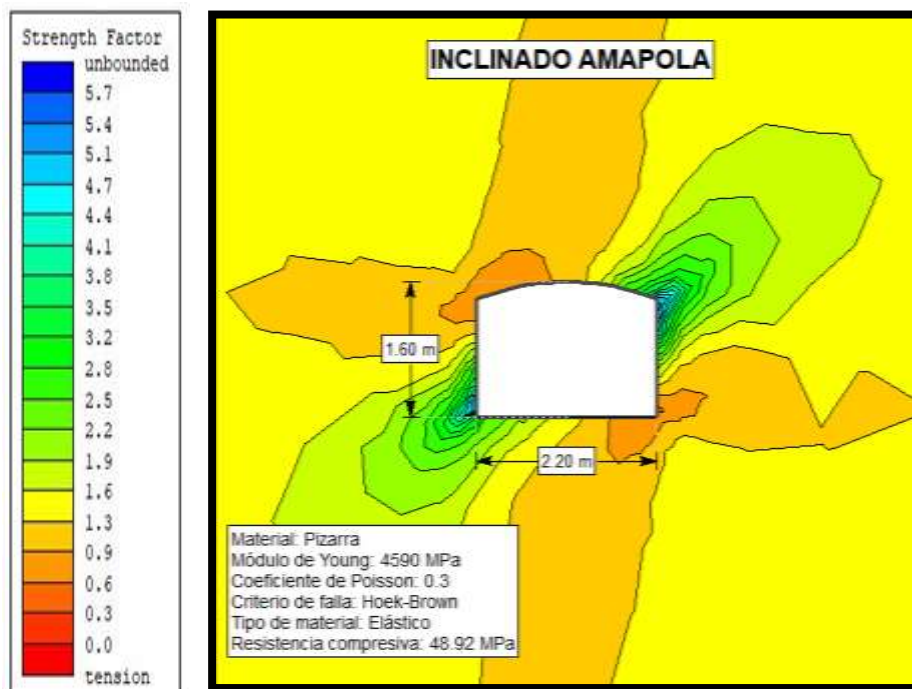 Strength Factor
unbounded
5.7
5.4
5.1
4.7
4.4
4.1
3.8
3.5
3.2
2.8
2.5
2.2
1.9
1.6
1.3
0.9
0.6
0.3
0.0
tension
INCLINADO AMAPOLA
1.60 m
2.20 m
Material: Pizarra
Módulo de Young: 4590 MPa
Coeficiente de Poisson: 0.3
Criterio de falla: Hoek-Brown
Tipo de material: Elástico
Resistencia compresiva: 48.92 MPa